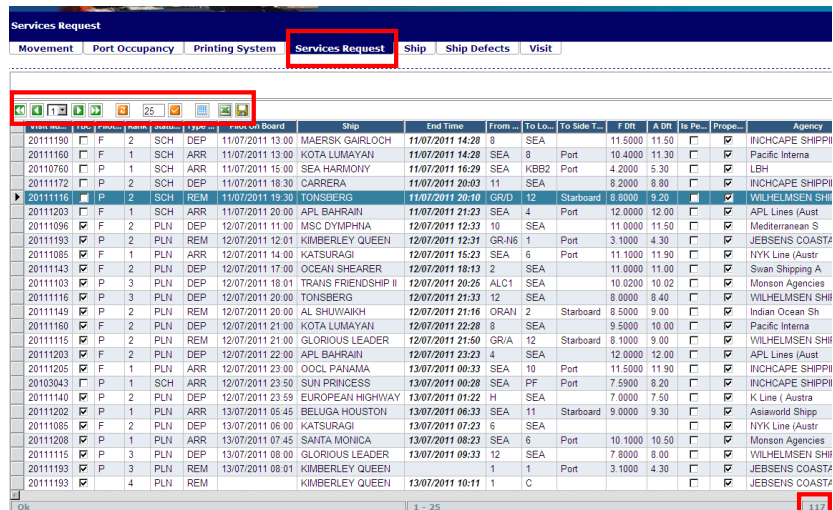 Services Request
Movement Port Occupancy Printing System Services Request Ship Ship Defects Visit
1 25
Visit Nu... TBC Pilot... Rank Statu... Type ... Pilot On Board Ship End Time From ... To Lo... To Side T... F Dft A Dft Is Pe... Prope... Agency
20111190 F 2 SCH DEP 11/07/2011 13:00 MAERSK GAIRLOCH 11/07/2011 14:28 8 SEA 11.5000 11.50 INCHCAPE SHIPPI
20111160 F 1 SCH ARR 11/07/2011 13:00 KOTA LUMAYAN 11/07/2011 14:28 SEA 8 Port 10.4000 11.30 Pacific Interna
20110760 P 1 SCH ARR 11/07/2011 15:00 SEA HARMONY 11/07/2011 16:29 SEA KBB2 Port 4.2000 5.30 LBH
20111172 P 2 SCH DEP 11/07/2011 18:30 CARRERA 11/07/2011 20:03 11 SEA 8.2000 8.80 INCHCAPE SHIPPI
20111116 P 2 SCH REM 11/07/2011 19:30 TONSBERG 11/07/2011 20:10 GR/D 12 Starboard 8.8000 9.20 WILHELMSEN SHI
20111203 F 1 SCH ARR 11/07/2011 20:00 APL BAHRAIN 11/07/2011 21:23 SEA 4 Port 12.0000 12.00 APL Lines (Aust
20111096 F 2 PLN DEP 12/07/2011 11:00 MSC DYMPHNA 12/07/2011 12:33 10 SEA 11.0000 11.50 Mediterranean S
20111193 P 2 PLN REM 12/07/2011 12:01 KIMBERLEY QUEEN 12/07/2011 12:31 GR-N6 1 Port 3.1000 4.30 JEBSENS COASTA
20111085 F 1 PLN ARR 12/07/2011 14:00 KATSURAGI 12/07/2011 15:23 SEA 6 Port 11.1000 11.90 NYK Line (Austr
20111143 F 2 PLN DEP 12/07/2011 17:00 OCEAN SHEARER 12/07/2011 18:13 2 SEA 11.0000 11.00 Swan Shipping A
20111103 P 3 PLN DEP 12/07/2011 18:01 TRANS FRIENDSHIP II 12/07/2011 20:25 ALC1 SEA 10.0200 10.02 Monson Agencies
20111116 P 3 PLN DEP 12/07/2011 20:00 TONSBERG 12/07/2011 21:33 12 SEA 8.0000 8.40 WILHELMSEN SHI
20111149 P 2 PLN REM 12/07/2011 20:00 AL SHUWAIKH 12/07/2011 21:16 ORAN 2 Starboard 8.5000 9.00 Indian Ocean Sh
20111160 F 2 PLN DEP 12/07/2011 21:00 KOTA LUMAYAN 12/07/2011 22:28 8 SEA 9.5000 10.00 Pacific Interna
20111115 P 2 PLN REM 12/07/2011 21:00 GLORIOUS LEADER 12/07/2011 21:50 GR/A 12 Starboard 8.1000 9.00 WILHELMSEN SHI
20111203 F 2 PLN DEP 12/07/2011 22:00 APL BAHRAIN 12/07/2011 23:23 4 SEA 12.0000 12.00 APL Lines (Aust
20111205 F 1 PLN ARR 12/07/2011 23:00 OOCL PANAMA 13/07/2011 00:33 SEA 10 Port 11.5000 11.90 INCHCAPE SHIPPI
20103043 P 1 SCH ARR 12/07/2011 23:50 SUN PRINCESS 13/07/2011 00:28 SEA PF Port 7.5900 8.20 INCHCAPE SHIPPI
20111140 P 2 PLN DEP 12/07/2011 23:59 EUROPEAN HIGHWAY 13/07/2011 01:22 H SEA 7.0000 7.50 K Line ( Austra
20111202 P 1 PLN ARR 13/07/2011 05:45 BELUGA HOUSTON 13/07/2011 06:33 SEA 11 Starboard 9.0000 9.30 Asiaworld Shipp
20111085 F 2 PLN DEP 13/07/2011 06:00 KATSURAGI 13/07/2011 07:23 6 SEA NYK Line (Austr
20111208 P 1 PLN ARR 13/07/2011 07:45 SANTA MONICA 13/07/2011 08:23 SEA 6 Port 10.1000 10.50 Monson Agencies
20111115 P 3 PLN DEP 13/07/2011 08:00 GLORIOUS LEADER 13/07/2011 09:33 12 SEA 7.8000 8.00 WILHELMSEN SHI
20111193 P 3 PLN REM 13/07/2011 08:01 KIMBERLEY QUEEN 1 1 Port 3.1000 4.30 JEBSENS COASTA
20111193 4 PLN REM KIMBERLEY QUEEN 13/07/2011 10:11 1 C JEBSENS COASTA
Ok 1 - 25 117